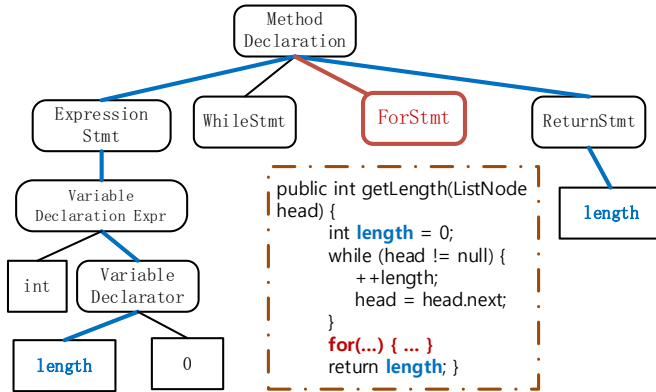 Method
Declaration
Expression
Stmt
WhileStmt
ForStmt
ReturnStmt
Variable
Declaration Expr
length
int
Variable
Declarator
length
0
public int getLength(ListNode
head) {
int length = 0;
while (head != null) {
++length;
head = head.next;
}
for(...) { ... }
return length; }